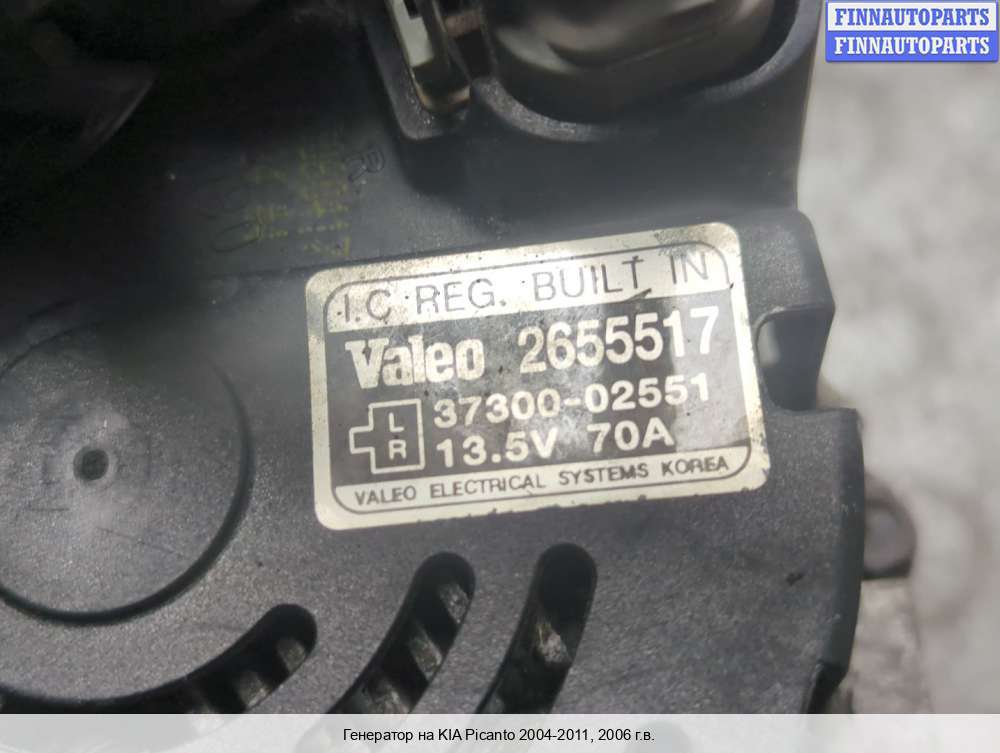 FINNAUTOPARTS
FINNAUTOPARTS
I.C REG. BUILT IN
Valeo 2655517
L 37300-02551
R 13.5V 70A
VALEO ELECTRICAL SYSTEMS KOREA
Генератор на KIA Picanto 2004-2011, 2006 г.в.